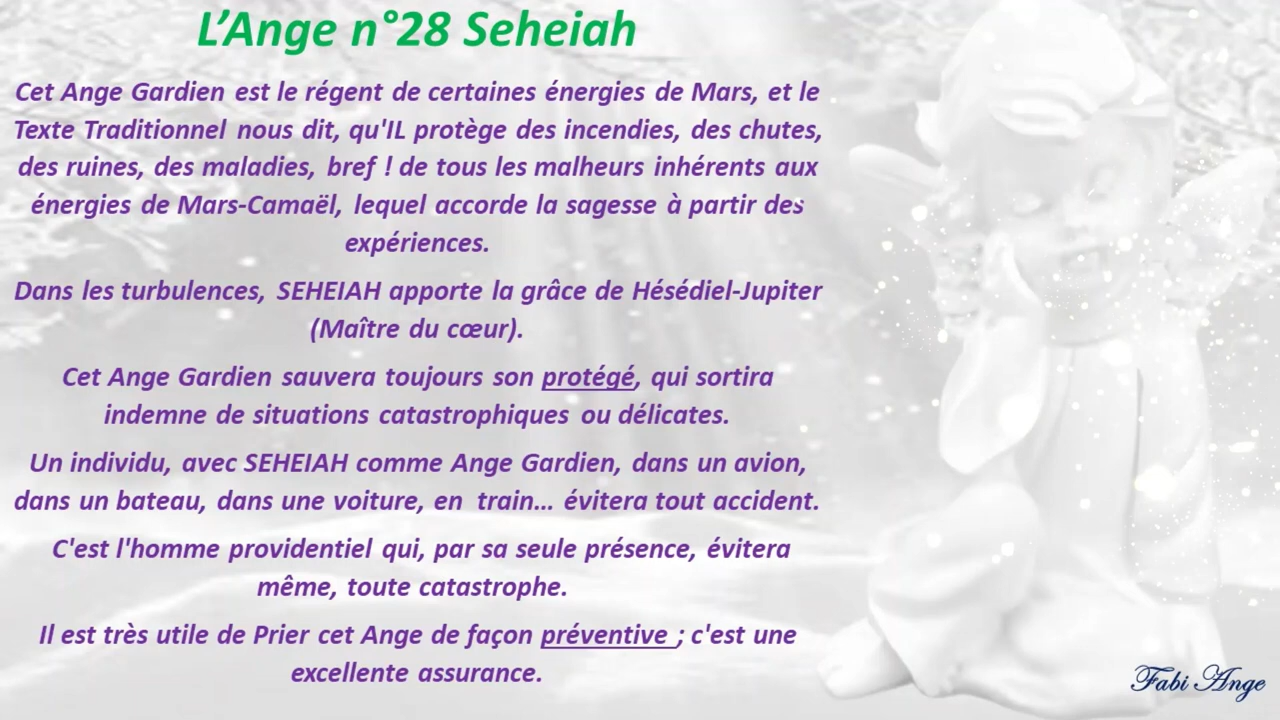 L’Ange n°28 Seheiah
Cet Ange Gardien est le régent de certaines énergies de Mars, et le
Texte Traditionnel nous dit, qu'IL protège des incendies, des chutes,
des ruines, des maladies, bref ! de tous les malheurs inhérents aux
énergies de Mars-Camaël, lequel accorde la sagesse à partir des
expériences.
Dans les turbulences, SEHEIAH apporte la grâce de Hésédiel-Jupiter
(Maître du cœur).
Cet Ange Gardien sauvera toujours son protégé, qui sortira
indemne de situations catastrophiques ou délicates.
Un individu, avec SEHEIAH comme Ange Gardien, dans un avion,
dans un bateau, dans une voiture, en train... évitera tout accident.
C'est l'homme providentiel qui, par sa seule présence, évitera
même, toute catastrophe.
Il est très utile de Prier cet Ange de façon préventive ; c'est une
excellente assurance.
Fabi Ange